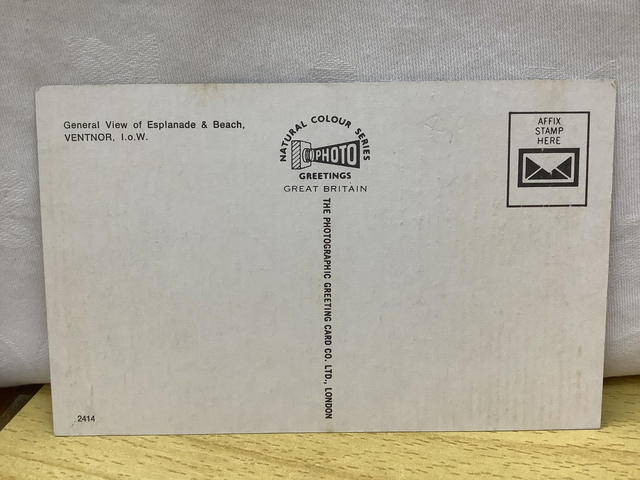 General View of Esplanade & Beach,
VENTNOR, I.o.W.
NATURAL COLOUR SERIES
PHOTO
GREETINGS
GREAT BRITAIN
THE PHOTOGRAPHIC GREETING CARD CO. LTD., LONDON
AFFIX
STAMP
HERE
2414